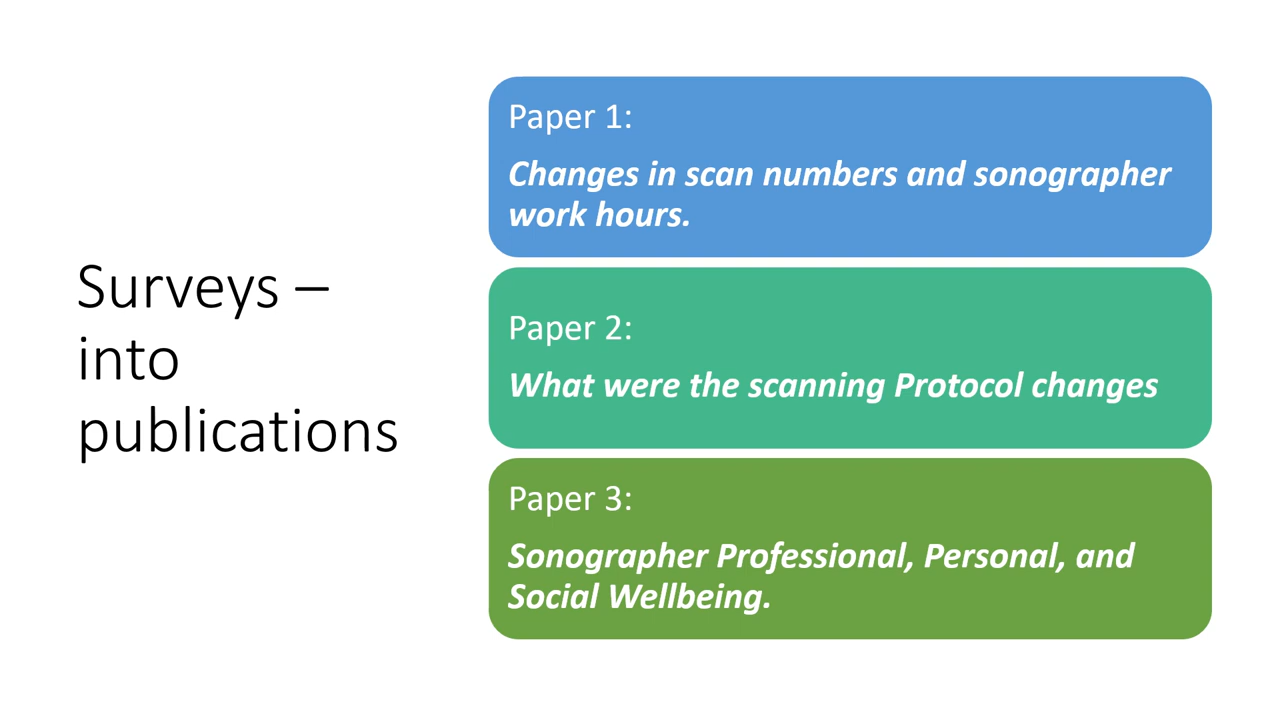 Surveys –
into
publications
Paper 1:
Changes in scan numbers and sonographer
work hours.
Paper 2:
What were the scanning Protocol changes
Paper 3:
Sonographer Professional, Personal, and
Social Wellbeing.